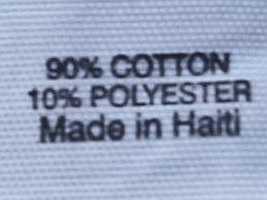 90% COTTON
10% POLYESTER
Made in Haiti